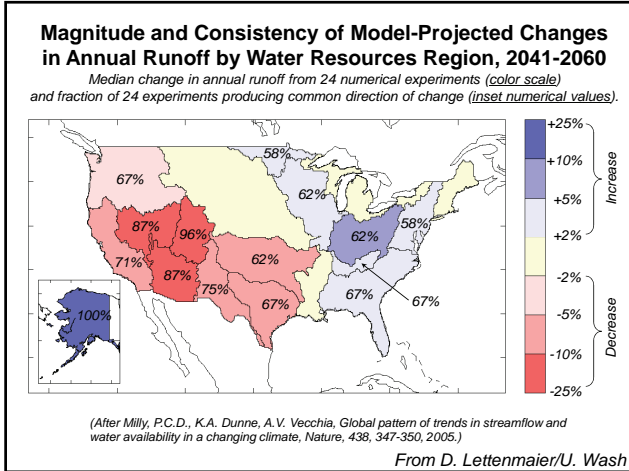 Magnitude and Consistency of Model-Projected Changes
in Annual Runoff by Water Resources Region, 2041-2060
Median change in annual runoff from 24 numerical experiments (color scale)
and fraction of 24 experiments producing common direction of change (inset numerical values).
58%
67%
62%
87%
96%
62%
58%
71%
87%
62%
75%
67%
67%
67%
100%
+25%
+10%
+5%
+2%
-2%
-5%
-10%
-25%
Increase
Decrease
(After Milly, P.C.D., K.A. Dunne, A.V. Vecchia, Global pattern of trends in streamflow and
water availability in a changing climate, Nature, 438, 347-350, 2005.)
From D. Lettenmaier/U. Wash